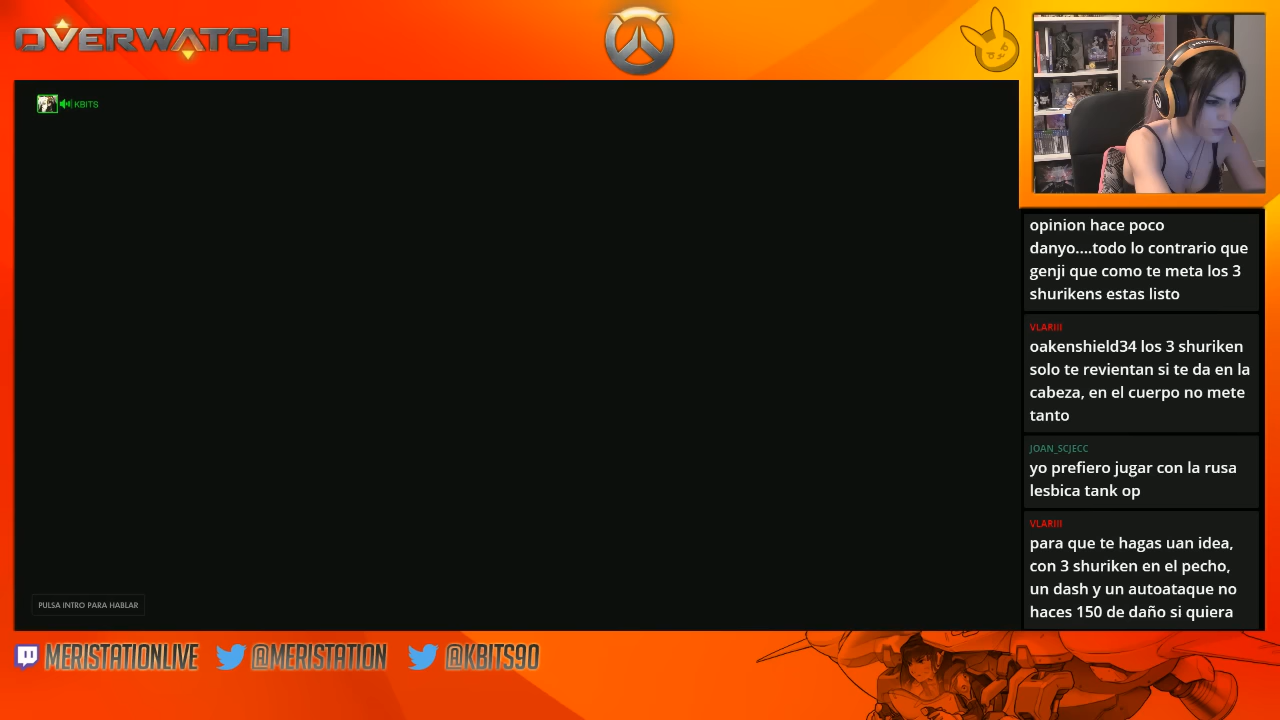 OVERWATCH
KBITS
opinion hace poco
danyo....todo lo contrario que
genji que como te meta los 3
shurikens estas listo
VLARIII
oakenshield34 los 3 shuriken
solo te revientan si te da en la
cabeza, en el cuerpo no mete
tanto
JOAN_SCJECC
yo prefiero jugar con la rusa
lesbica tank op
VLARIII
para que te hagas uan idea,
con 3 shuriken en el pecho,
un dash y un autoataque no
haces 150 de daño si quiera
PULSA INTRO PARA HABLAR
MERISTATIONLIVE @MERISTATION @KBITS90